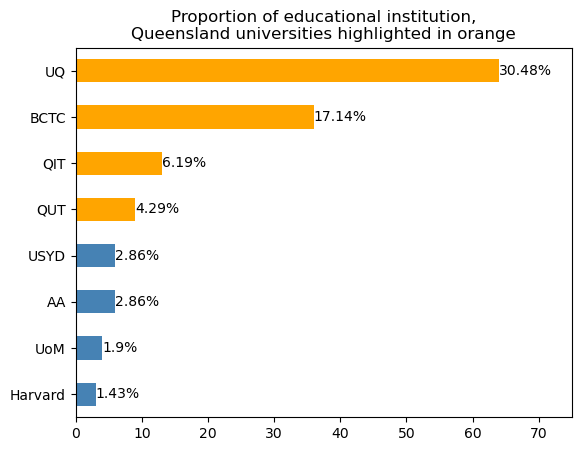 Proportion of educational institution,
Queensland universities highlighted in orange
UQ 30.48%
BCTC 17.14%
QIT 6.19%
QUT 4.29%
USYD 2.86%
AA 2.86%
UoM 1.9%
Harvard 1.43%
0 10 20 30 40 50 60 70